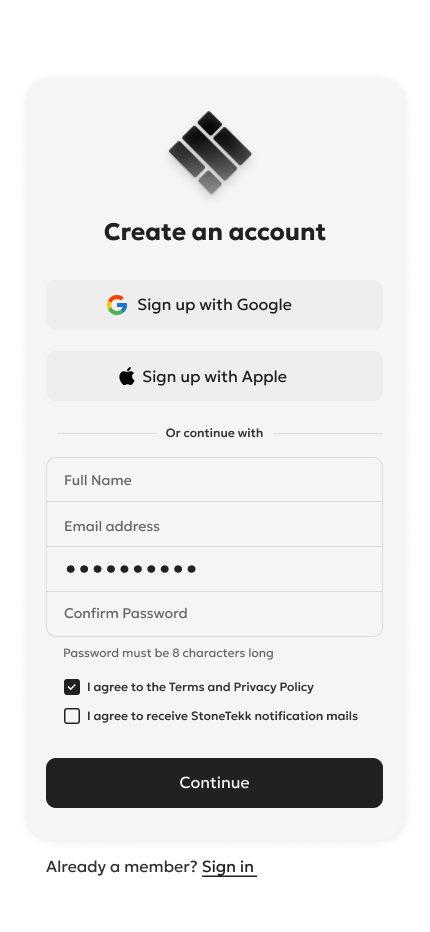 Create an account
Sign up with Google
Sign up with Apple
Or continue with
Full Name
Email address
●●●●●●●●●●
Confirm Password
Password must be 8 characters long
I agree to the Terms and Privacy Policy
I agree to receive StoneTekk notification mails
Continue
Already a member? Sign in